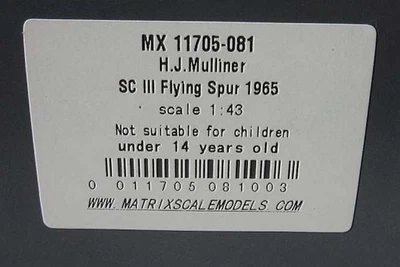 MX 11705-081
H.J.Mulliner
SC III Flying Spur 1965
scale 1:43
Not suitable for children
under 14 years old
0 011705 081003
WWW.MATRIXSCALEMODELS.COM